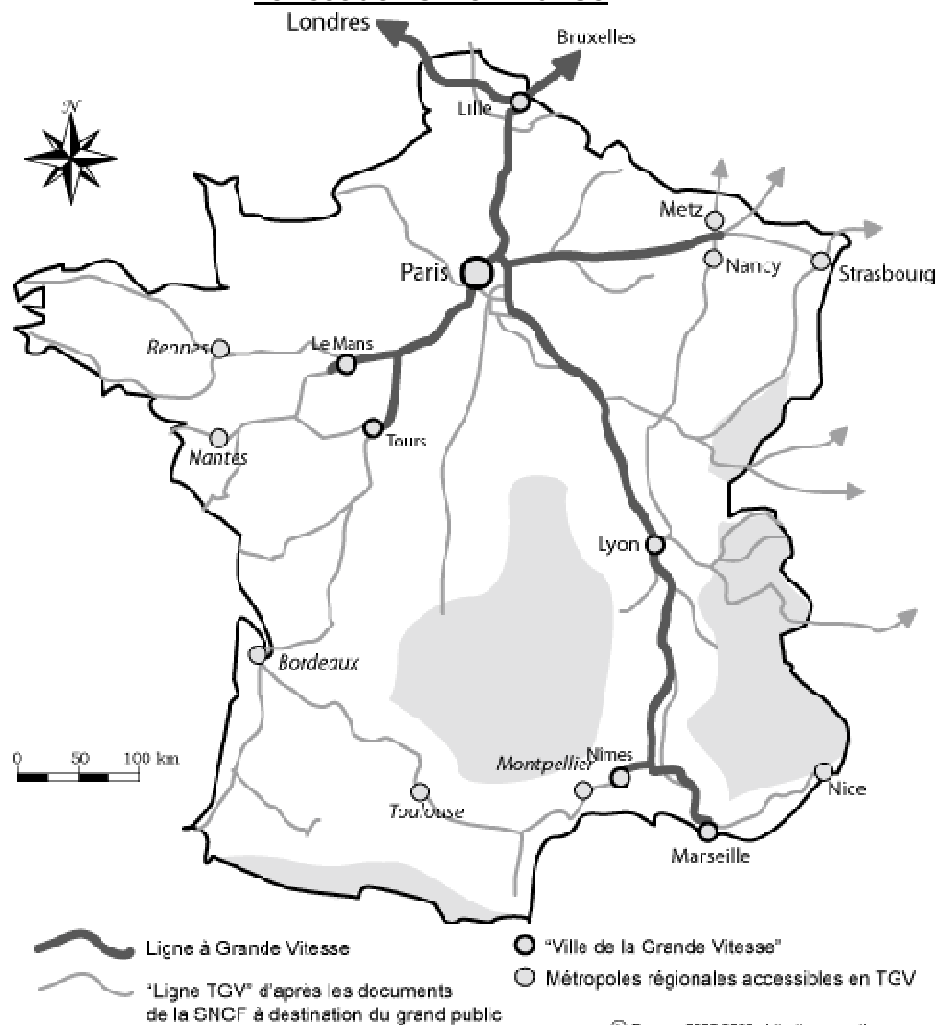 Londres
Bruxelles
Lille
N
Metz
Paris
Nancy
Strasbourg
Rennes
Le Mans
Nantes
Tours
Lyon
Bordeaux
0 50 100 km
Montpellier
Nîmes
Toulouse
Nice
Marseille
Ligne à Grande Vitesse
"Ville de la Grande Vitesse"
"Ligne TGV" d'après les documents
Métropoles régionales accessibles en TGV
de la SNCF à destination du grand public